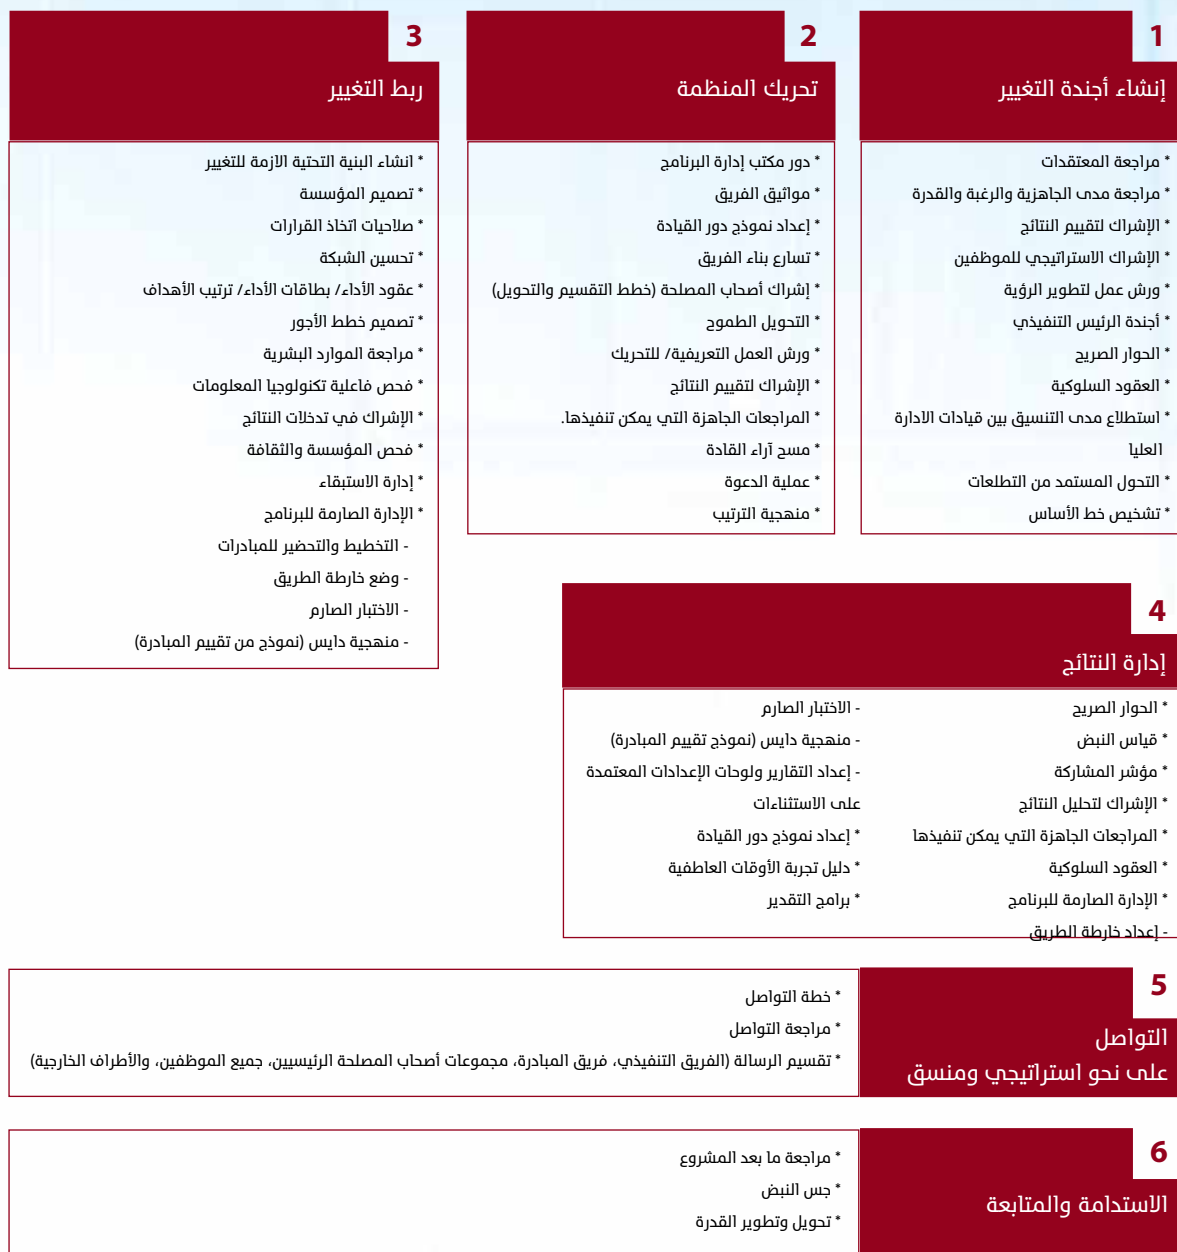 1
إنشاء أجندة التغيير
* مراجعة المعتقدات
* مراجعة مدى الجاهزية والرغبة والقدرة
* الإشراك لتقييم النتائج
* الإشراك الاستراتيجي للموظفين
* ورش عمل لتطوير الرؤية
* أجندة الرئيس التنفيذي
* الحوار الصريح
* العقود السلوكية
* استطلاع مدى التنسيق بين قيادات الادارة
العليا
* التحول المستمد من التطلعات
* تشخيص خط الأساس
2
تحريك المنظمة
* دور مكتب إدارة البرنامج
* مواثيق الفريق
* إعداد نموذج دور القيادة
* تسارع بناء الفريق
* إشراك أصحاب المصلحة (خطط التقسيم والتحويل)
* التحويل الطموح
* ورش العمل التعريفية/ للتحريك
* الإشراك لتقييم النتائج
* المراجعات الجاهزة التي يمكن تنفيذها.
* مسح آراء القادة
* عملية الدعوة
* منهجية الترتيب
3
ربط التغيير
* انشاء البنية التحتية الازمة للتغيير
* تصميم المؤسسة
* صلاحيات اتخاذ القرارات
* تحسين الشبكة
* عقود الأداء/ بطاقات الأداء/ ترتيب الأهداف
* تصميم خطط الأجور
* مراجعة الموارد البشرية
* فحص فاعلية تكنولوجيا المعلومات
* الإشراك في تدخلات النتائج
* فحص المؤسسة والثقافة
* إدارة الاستبقاء
* الإدارة الصارمة للبرنامج
- التخطيط والتحضير للمبادرات
- وضع خارطة الطريق
- الاختبار الصارم
- منهجية دايس (نموذج من تقييم المبادرة)
4
إدارة النتائج
* الحوار الصريح
* قياس النبض
* مؤشر المشاركة
* الإشراك لتحليل النتائج
* المراجعات الجاهزة التي يمكن تنفيذها
* العقود السلوكية
* الإدارة الصارمة للبرنامج
- إعداد خارطة الطريق
- الاختبار الصارم
- منهجية دايس (نموذج تقييم المبادرة)
- إعداد التقارير ولوحات الإعدادات المعتمدة
على الاستثناءات
* إعداد نموذج دور القيادة
* دليل تجربة الأوقات العاطفية
* برامج التقدير
5
التواصل
على نحو استراتيجي ومنسق
* خطة التواصل
* مراجعة التواصل
* تقسيم الرسالة (الفريق التنفيذي، فريق المبادرة، مجموعات أصحاب المصلحة الرئيسيين، جميع الموظفين، والأطراف الخارجية)
6
الاستدامة والمتابعة
* مراجعة ما بعد المشروع
* جس النبض
* تحويل وتطوير القدرة